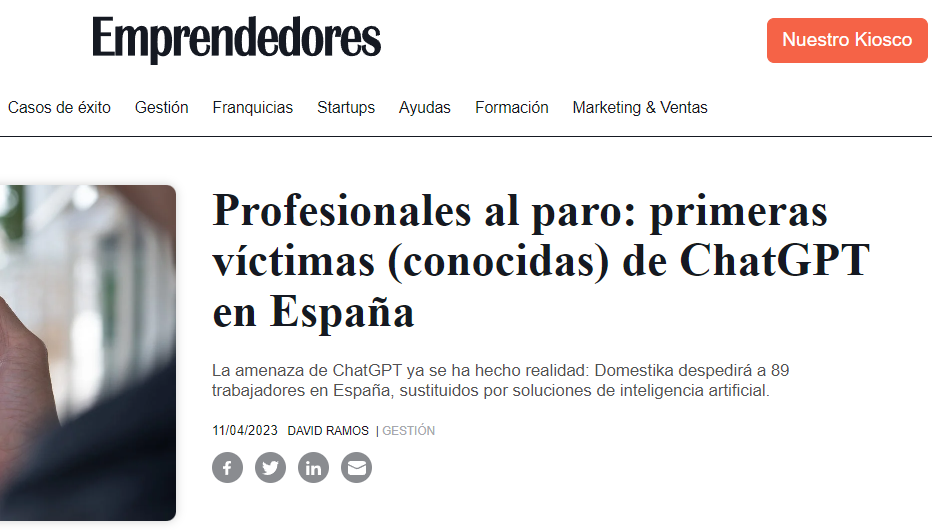 Emprendedores
Nuestro Kiosco
Casos de éxito Gestión Franquicias Startups Ayudas Formación Marketing & Ventas
Profesionales al paro: primeras
víctimas (conocidas) de ChatGPT
en España
La amenaza de ChatGPT ya se ha hecho realidad: Domestika despedirá a 89
trabajadores en España, sustituidos por soluciones de inteligencia artificial.
11/04/2023 DAVID RAMOS | GESTIÓN